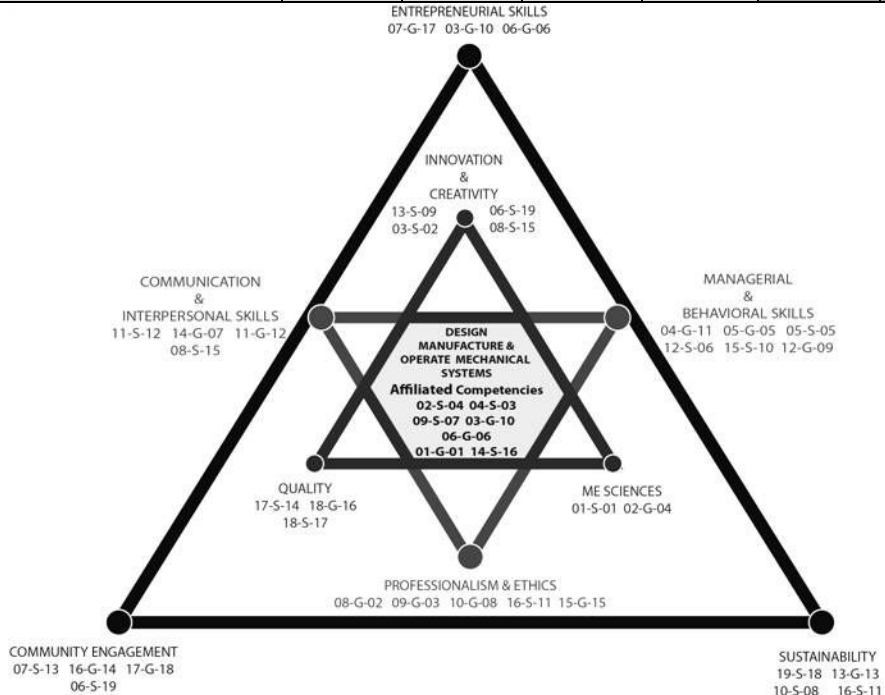 ENTREPRENEURIAL SKILLS
07-G-17 03-G-10 06-G-06
INNOVATION
&
CREATIVITY
13-S-09 06-S-19
03-S-02 08-S-15
COMMUNICATION
&
INTERPERSONAL SKILLS
11-S-12 14-G-07 11-G-12
08-S-15
MANAGERIAL
&
BEHAVIORAL SKILLS
04-G-11 05-G-05 05-S-05
12-S-06 15-S-10 12-G-09
DESIGN
MANUFACTURE &
OPERATE MECHANICAL
SYSTEMS
Affiliated Competencies
02-S-04 04-S-03
09-S-07 03-G-10
06-G-06
01-G-01 14-S-16
QUALITY
17-S-14 18-G-16
18-S-17
ME SCIENCES
01-S-01 02-G-04
PROFESSIONALISM & ETHICS
08-G-02 09-G-03 10-G-08 16-S-11 15-G-15
COMMUNITY ENGAGEMENT
07-S-13 16-G-14 17-G-18
06-S-19
SUSTAINABILITY
19-S-18 13-G-13
10-S-08 16-S-11